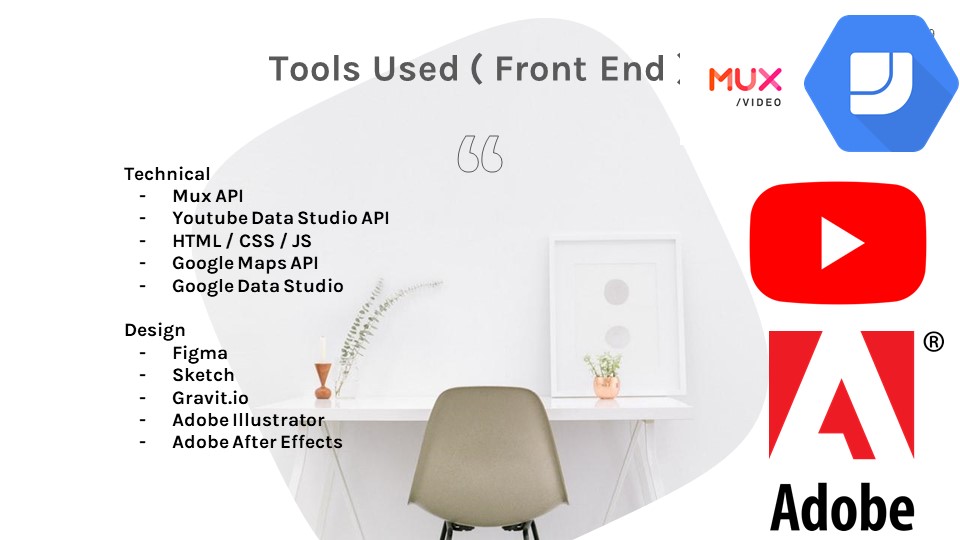 Tools Used ( Front End )
MUX
/VIDEO
“
Technical
- Mux API
- Youtube Data Studio API
- HTML / CSS / JS
- Google Maps API
- Google Data Studio
Design
- Figma
- Sketch
- Gravit.io
- Adobe Illustrator
- Adobe After Effects
®
Adobe